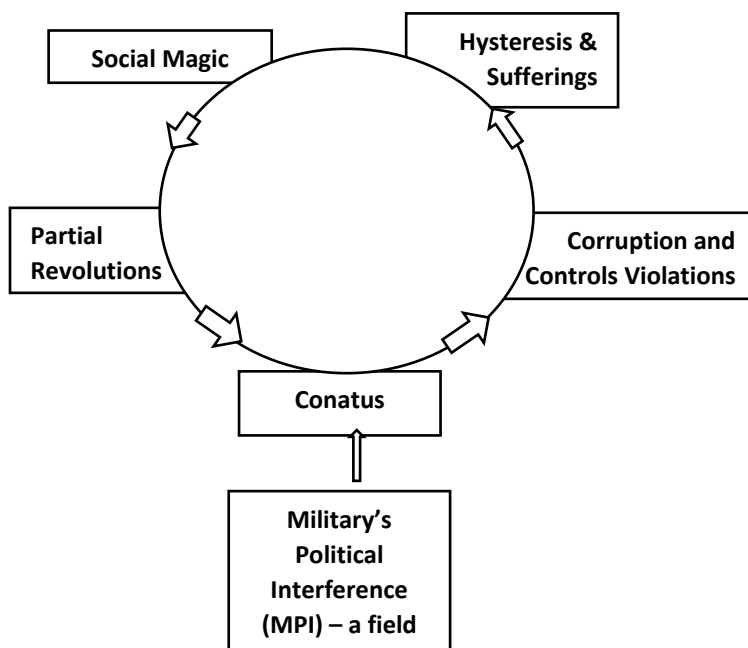 Social Magic
Hysteresis &
Sufferings
Partial
Revolutions
Corruption and
Controls Violations
Conatus
Military’s
Political
Interference
(MPI) – a field